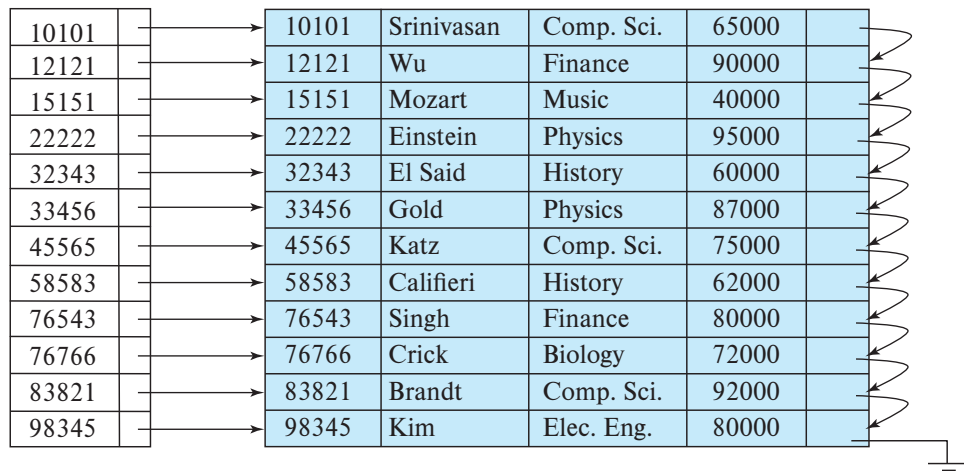 10101 10101 Srinivasan Comp. Sci. 65000
12121 12121 Wu Finance 90000
15151 15151 Mozart Music 40000
22222 22222 Einstein Physics 95000
32343 32343 El Said History 60000
33456 33456 Gold Physics 87000
45565 45565 Katz Comp. Sci. 75000
58583 58583 Califieri History 62000
76543 76543 Singh Finance 80000
76766 76766 Crick Biology 72000
83821 83821 Brandt Comp. Sci. 92000
98345 98345 Kim Elec. Eng. 80000